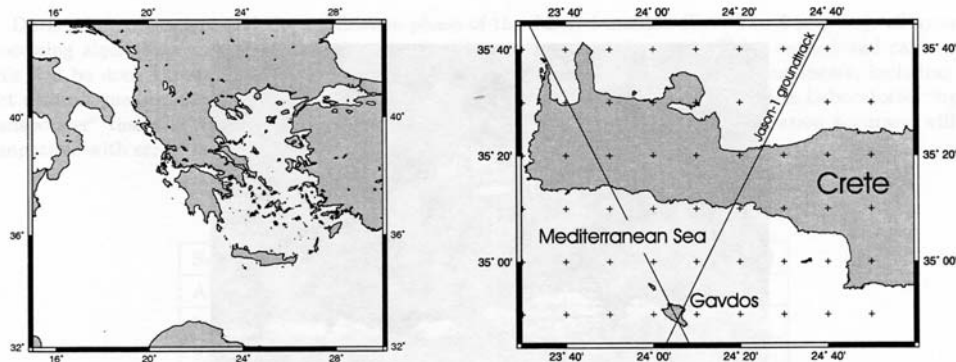 16˚ 20˚ 24˚ 28˚
40˚ 40˚
36˚ 36˚
32˚ 32˚
16˚ 20˚ 24˚ 28˚
23˚ 40' 24˚ 00' 24˚ 20' 24˚ 40'
35˚ 40' 35˚ 40'
Jason-1 groundtrack
35˚ 20' 35˚ 20'
Crete
Mediterranean Sea
35˚ 00' 35˚ 00'
Gavdos
23˚ 40' 24˚ 00' 24˚ 20' 24˚ 40'